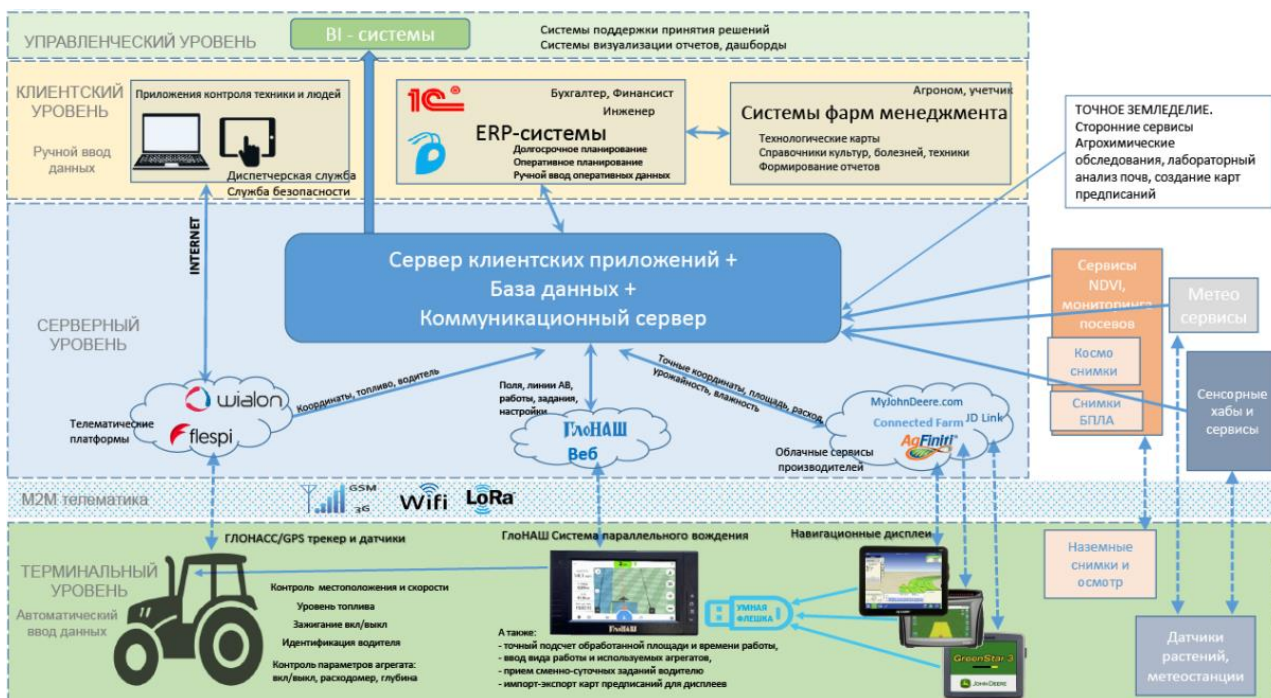 УПРАВЛЕНЧЕСКИЙ УРОВЕНЬ
BI - системы
Системы поддержки принятия решений
Системы визуализации отчетов, дашборды
КЛИЕНТСКИЙ
УРОВЕНЬ
Ручной ввод
данных
Приложения контроля техники и людей
Диспетчерская служба
Служба безопасности
1С
Бухгалтер, Финансист
Инженер
ERP-системы
Долгосрочное планирование
Оперативное планирование
Ручной ввод оперативных данных
Агроном, учетчик
Системы фарм менеджмента
Технологические карты
Справочники культур, болезней, техники
Формирование отчетов
ТОЧНОЕ ЗЕМЛЕДЕЛИЕ.
Сторонние сервисы
Агрохимические
обследования, лабораторный
анализ почв, создание карт
предписаний
INTERNET
СЕРВЕРНЫЙ
УРОВЕНЬ
Сервер клиентских приложений +
База данных +
Коммуникационный сервер
Сервисы
NDVI,
мониторинга
посевов
Космо
снимки
Снимки
БПЛА
Метео
сервисы
Сенсорные
хабы и
сервисы
Телематические
платформы
wialon
flespi
Координаты, топливо, водитель
Поля, линии АВ,
работы, задания,
настройки
ГлоНАШ
Веб
Точные координаты, площадь, расход,
урожайность, влажность
MyJohnDeere.com
Connected Farm
JD Link
AgFiniti
Облачные сервисы
производителей
M2M телематика
GSM
3G
Wifi
LoRa
ТЕРМИНАЛЬНЫЙ
УРОВЕНЬ
Автоматический
ввод данных
ГЛОНАСС/GPS трекер и датчики
Контроль местоположения и скорости
Уровень топлива
Зажигание вкл/выкл
Идентификация водителя
Контроль параметров агрегата:
вкл/выкл, расходомер, глубина
ГлоНАШ Система параллельного вождения
ГлоНАШ
А также:
- точный подсчет обработанной площади и времени работы,
- ввод вида работы и используемых агрегатов,
- прием сменно-суточных заданий водителю
- импорт-экспорт карт предписаний для дисплеев
УМНАЯ
ФЛЕШКА
Навигационные дисплеи
GreenStar 3
JOHN DEERE
Наземные
снимки и
осмотр
Датчики
растений,
метеостанции